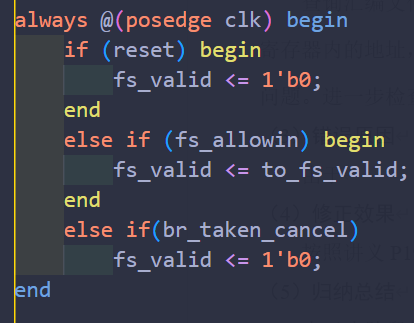 always @(posedge clk) begin
    if (reset) begin
        fs_valid <= 1'b0;
    end
    else if (fs_allowin) begin
        fs_valid <= to_fs_valid;
    end
    else if(br_taken_cancel)
        fs_valid <= 1'b0;
end